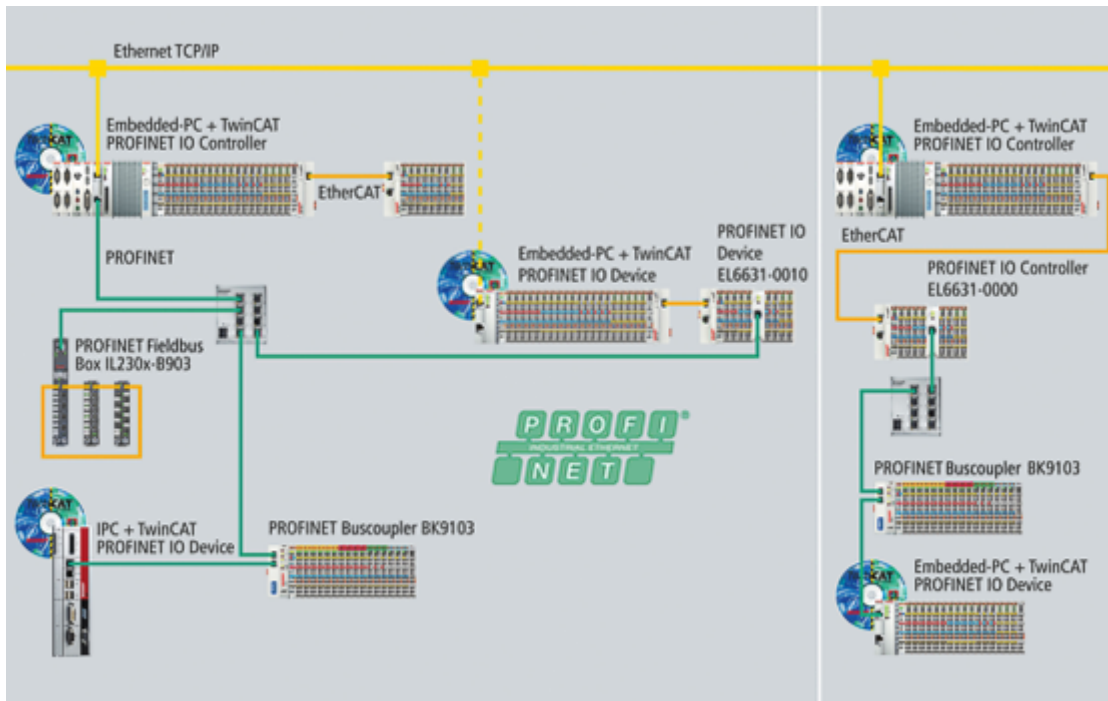 Ethernet TCP/IP
Embedded-PC + TwinCAT
PROFINET IO Controller
EtherCAT
PROFINET
Embedded-PC + TwinCAT
PROFINET IO Device
PROFINET IO
Device
EL6631-0010
PROFINET Fieldbus
Box IL230x-B903
PROFI
INDUSTRIAL ETHERNET
NET
®
IPC + TwinCAT
PROFINET IO Device
PROFINET Buscoupler BK9103
Embedded-PC + TwinCAT
PROFINET IO Controller
EtherCAT
PROFINET IO Controller
EL6631-0000
PROFINET Buscoupler BK9103
Embedded-PC + TwinCAT
PROFINET IO Device